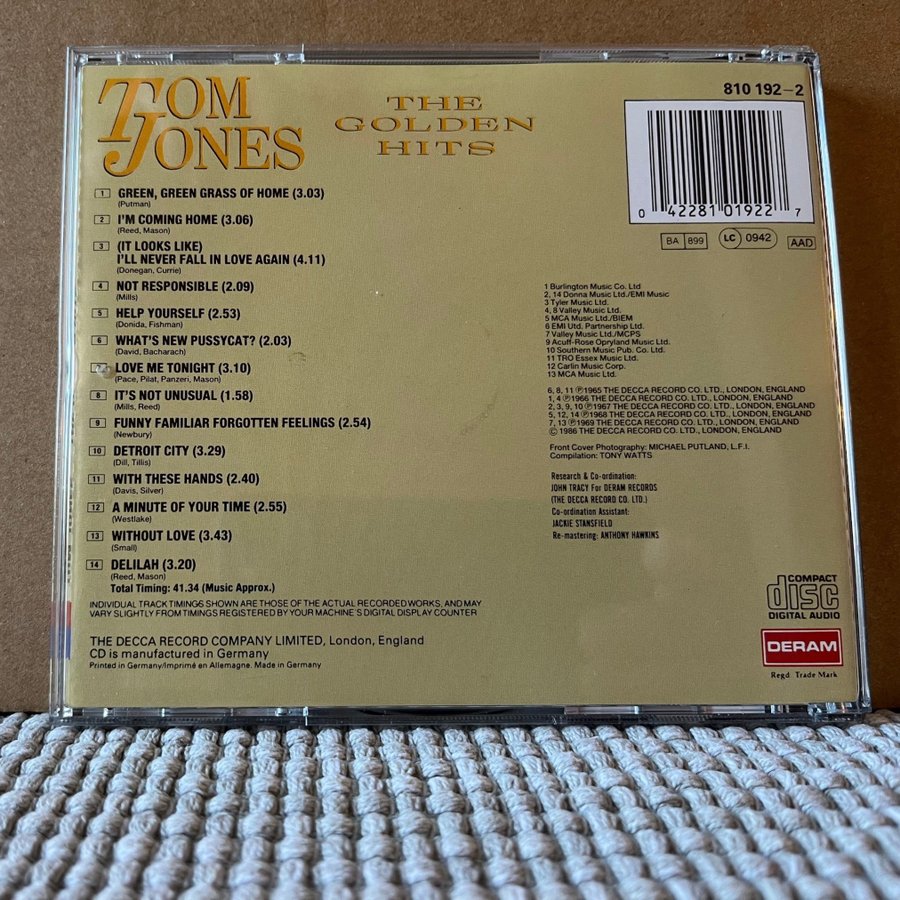 TOM
JONES
THE
GOLDEN
HITS
810 192-2
0 42281 01922 7
BA 899 LC 0942 AAD
1 GREEN, GREEN GRASS OF HOME (3.03)
(Putman)
2 I'M COMING HOME (3.06)
(Reed, Mason)
3 (IT LOOKS LIKE)
I'LL NEVER FALL IN LOVE AGAIN (4.11)
(Donegan, Currie)
4 NOT RESPONSIBLE (2.09)
(Mills)
5 HELP YOURSELF (2.53)
(Donida, Fishman)
6 WHAT'S NEW PUSSYCAT? (2.03)
(David, Bacharach)
LOVE ME TONIGHT (3.10)
(Pace, Pilat, Panzeri, Mason)
8 IT'S NOT UNUSUAL (1.58)
(Mills, Reed)
9 FUNNY FAMILIAR FORGOTTEN FEELINGS (2.54)
(Newbury)
10 DETROIT CITY (3.29)
(Dill, Tillis)
11 WITH THESE HANDS (2.40)
(Davis, Silver)
12 A MINUTE OF YOUR TIME (2.55)
(Westlake)
13 WITHOUT LOVE (3.43)
(Small)
14 DELILAH (3.20)
(Reed, Mason)
Total Timing: 41.34 (Music Approx.)
INDIVIDUAL TRACK TIMINGS SHOWN ARE THOSE OF THE ACTUAL RECORDED WORKS, AND MAY
VARY SLIGHTLY FROM TIMINGS REGISTERED BY YOUR MACHINE'S DIGITAL DISPLAY COUNTER
THE DECCA RECORD COMPANY LIMITED, London, England
CD is manufactured in Germany
Printed in Germany/Imprimé en Allemagne. Made in Germany
1 Burlington Music Co. Ltd
2, 14 Donna Music Ltd./EMI Music
3 Tyler Music Ltd.
4, 8 Valley Music Ltd.
5 MCA Music Ltd./BIEM
6 EMI Utd. Partnership Ltd.
7 Valley Music Ltd./MCPS
9 Acuff-Rose Opryland Music Ltd.
10 Southern Music Pub. Co. Ltd.
11 TRO Essex Music Ltd.
12 Carlin Music Corp.
13 MCA Music Ltd.
6, 8, 11 ℗1965 THE DECCA RECORD CO. LTD., LONDON, ENGLAND
1, 4 ℗1966 THE DECCA RECORD CO. LTD., LONDON, ENGLAND
2, 3, 9, 10 ℗1967 THE DECCA RECORD CO. LTD., LONDON, ENGLAND
5, 12, 14 ℗1968 THE DECCA RECORD CO. LTD., LONDON, ENGLAND
7, 13 ℗1969 THE DECCA RECORD CO. LTD., LONDON, ENGLAND
© 1986 THE DECCA RECORD CO. LTD., LONDON, ENGLAND
Front Cover Photography: MICHAEL PUTLAND, L.F.I.
Compilation: TONY WATTS
Research & Co-ordination:
JOHN TRACY For DERAM RECORDS
(THE DECCA RECORD CO. LTD.)
Co-ordination Assistant:
JACKIE STANSFIELD
Re-mastering: ANTHONY HAWKINS
COMPACT
disc
DIGITAL AUDIO
DERAM
Regd. Trade Mark